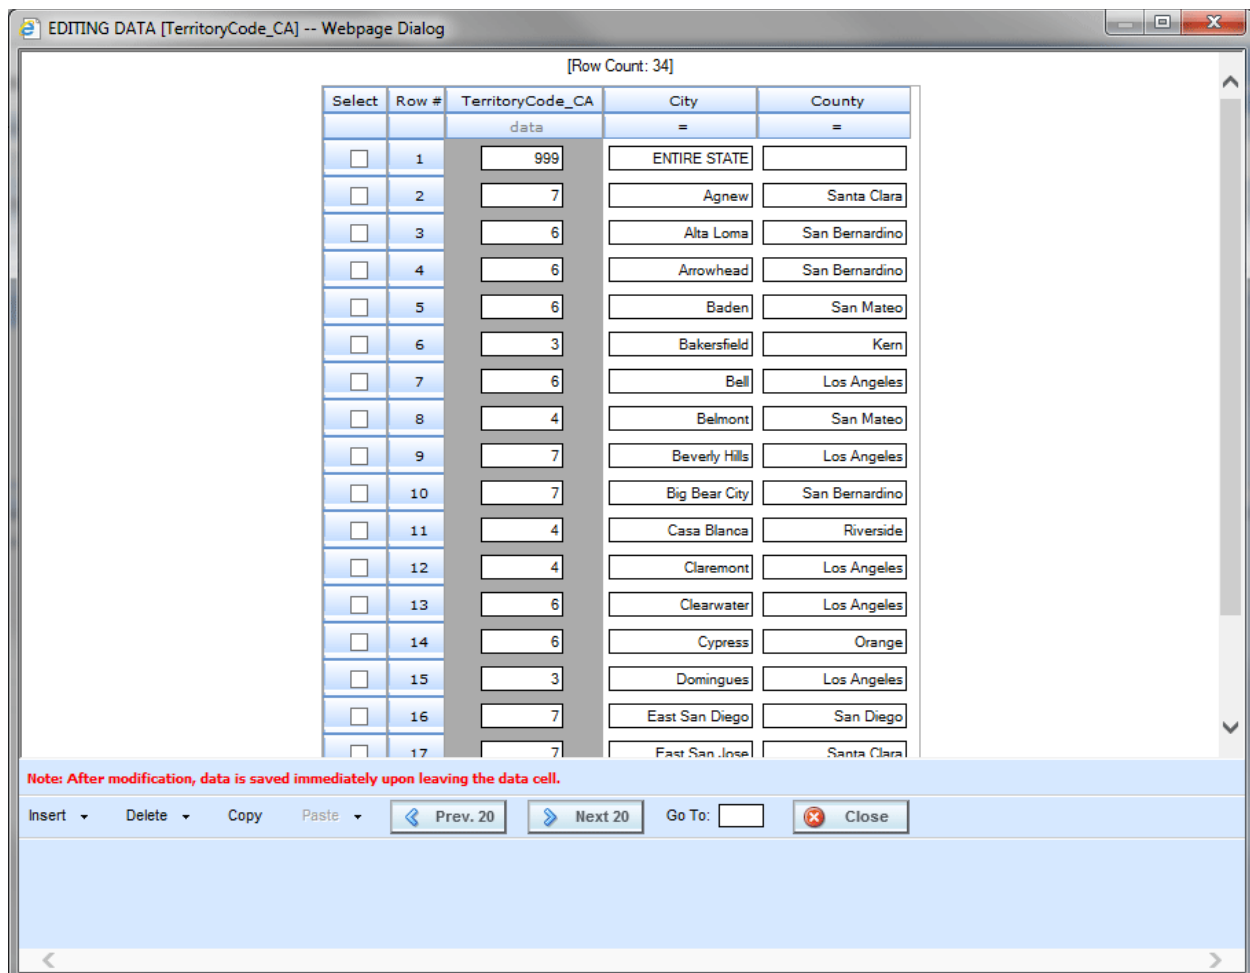 EDITING DATA [TerritoryCode_CA] -- Webpage Dialog
[Row Count: 34]
Select Row # TerritoryCode_CA City County
data = =
1 999 ENTIRE STATE
2 7 Agnew Santa Clara
3 6 Alta Loma San Bernardino
4 6 Arrowhead San Bernardino
5 6 Baden San Mateo
6 3 Bakersfield Kern
7 6 Bell Los Angeles
8 4 Belmont San Mateo
9 7 Beverly Hills Los Angeles
10 7 Big Bear City San Bernardino
11 4 Casa Blanca Riverside
12 4 Claremont Los Angeles
13 6 Clearwater Los Angeles
14 6 Cypress Orange
15 3 Domingues Los Angeles
16 7 East San Diego San Diego
17 7 East San Jose Santa Clara
Note: After modification, data is saved immediately upon leaving the data cell.
Insert Delete Copy Paste Prev. 20 Next 20 Go To: Close